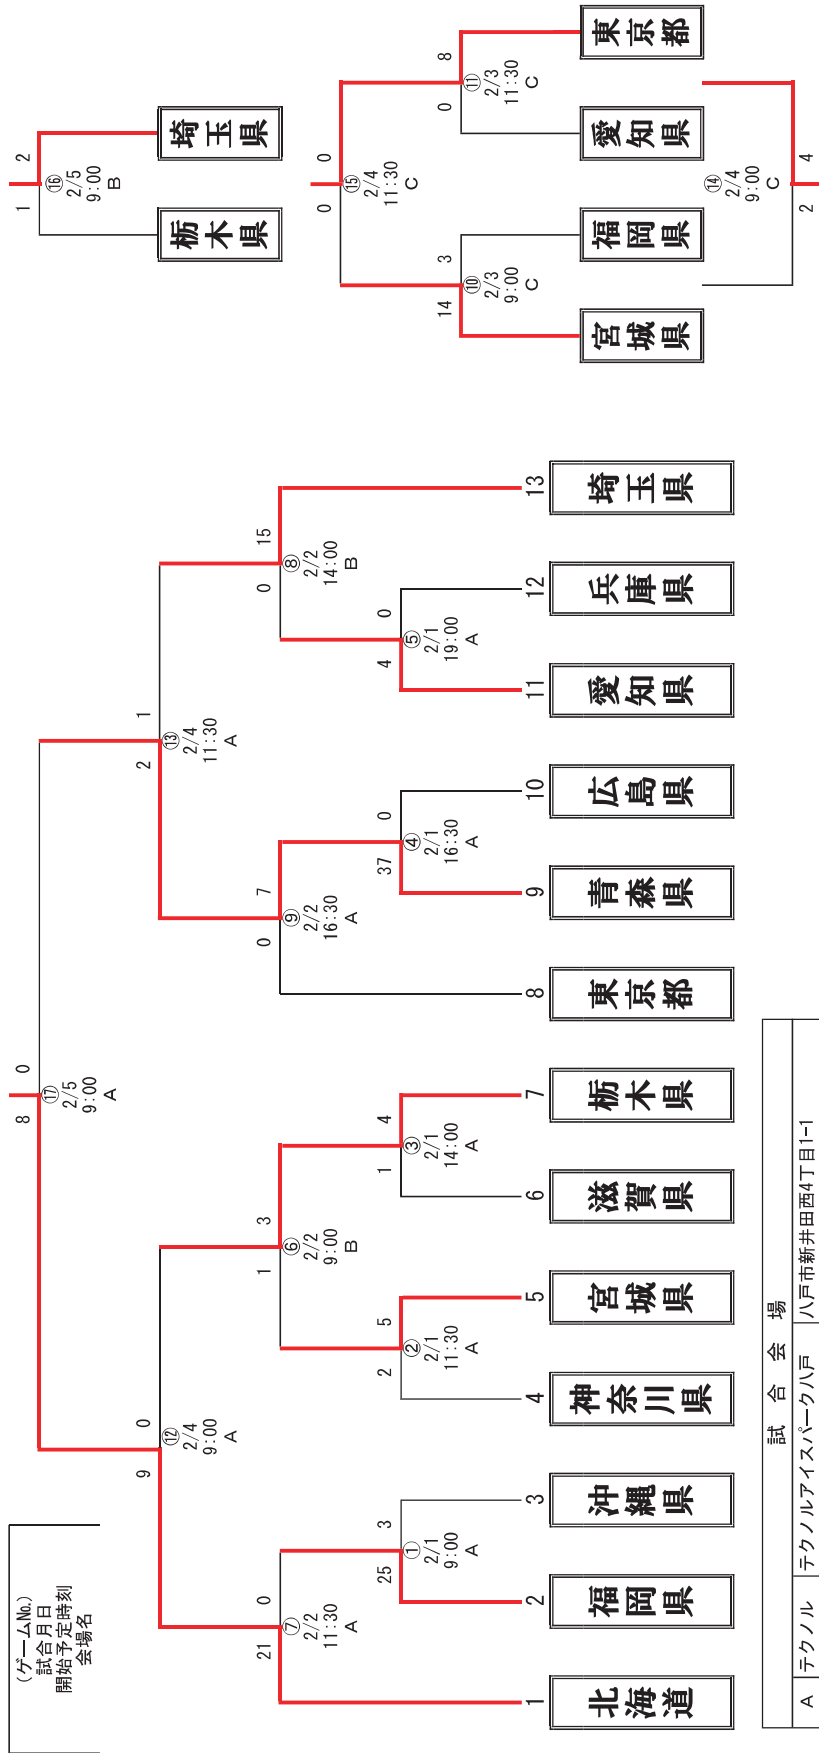 (ゲームNo.)
試合月日
開始予定時刻
会場名
8 0
⑰
2/5
9:00
A
9 0
⑫
2/4
9:00
A
2 1
⑬
2/4
11:30
A
21 0
⑦
2/2
11:30
A
1 3
⑥
2/2
9:00
B
0 7
⑨
2/2
16:30
A
0 15
⑧
2/2
14:00
B
25 3
①
2/1
9:00
A
2 5
②
2/1
11:30
A
1 4
③
2/1
14:00
A
37 0
④
2/1
16:30
A
4 0
⑤
2/1
19:00
A
1 2 3 4 5 6 7 8 9 10 11 12 13
北海道 福岡県 沖縄県 神奈川県 宮城県 滋賀県 栃木県 東京都 青森県 広島県 愛知県 兵庫県 埼玉県
1 2
⑯
2/5
9:00
B
栃木県 埼玉県
0 0
⑮
2/4
11:30
C
14 3
⑩
2/3
9:00
C
0 8
⑪
2/3
11:30
C
宮城県 福岡県 愛知県 東京都
⑭
2/4
9:00
C
2 4
試合会場
A テクノル テクノルアイスパーク八戸 八戸市新井田西4丁目1-1